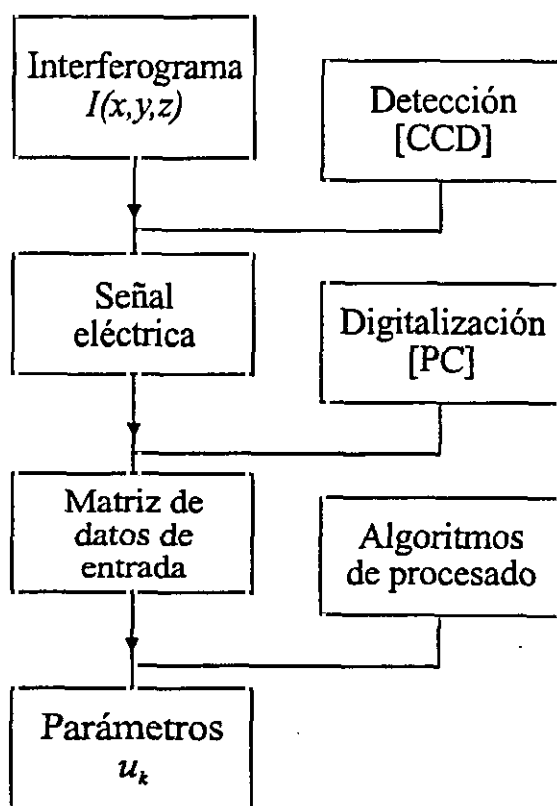 Interferograma
I(x,y,z)
Detección
[CCD]
Señal
eléctrica
Digitalización
[PC]
Matriz de
datos de
entrada
Algoritmos
de procesado
Parámetros
u_k